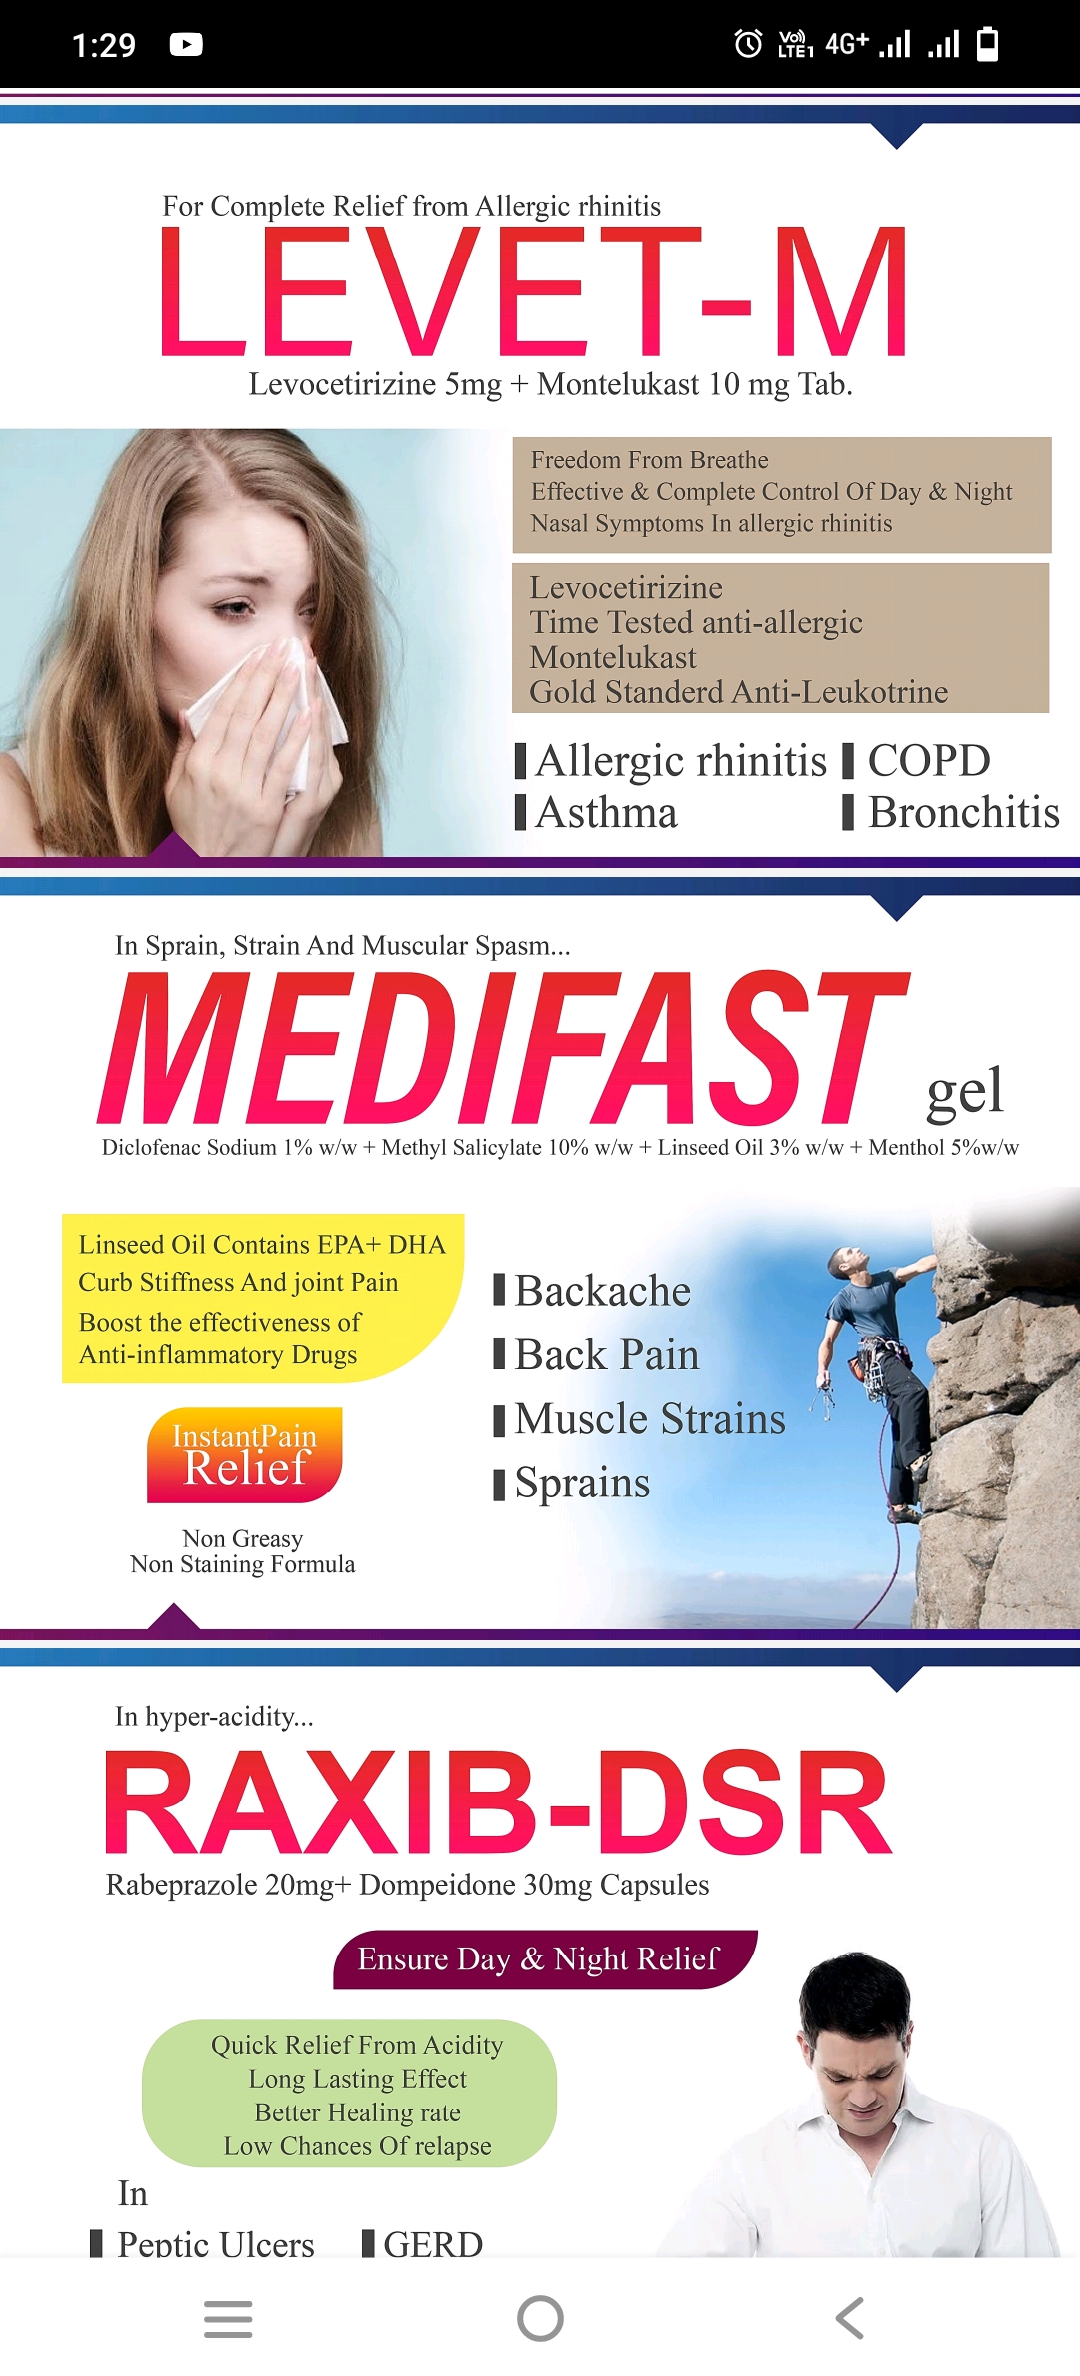 1:29
Vo) LTE1 4G+
For Complete Relief from Allergic rhinitis
LEVET-M
Levocetirizine 5mg + Montelukast 10 mg Tab.
Freedom From Breathe
Effective & Complete Control Of Day & Night
Nasal Symptoms In allergic rhinitis
Levocetirizine
Time Tested anti-allergic
Montelukast
Gold Standerd Anti-Leukotrine
Allergic rhinitis COPD
Asthma Bronchitis
In Sprain, Strain And Muscular Spasm...
MEDIFAST gel
Diclofenac Sodium 1% w/w + Methyl Salicylate 10% w/w + Linseed Oil 3% w/w + Menthol 5%w/w
Linseed Oil Contains EPA+ DHA
Curb Stiffness And joint Pain
Boost the effectiveness of
Anti-inflammatory Drugs
InstantPain
Relief
Non Greasy
Non Staining Formula
Backache
Back Pain
Muscle Strains
Sprains
In hyper-acidity...
RAXIB-DSR
Rabeprazole 20mg+ Dompeidone 30mg Capsules
Ensure Day & Night Relief
Quick Relief From Acidity
Long Lasting Effect
Better Healing rate
Low Chances Of relapse
In
Peptic Ulcers GERD